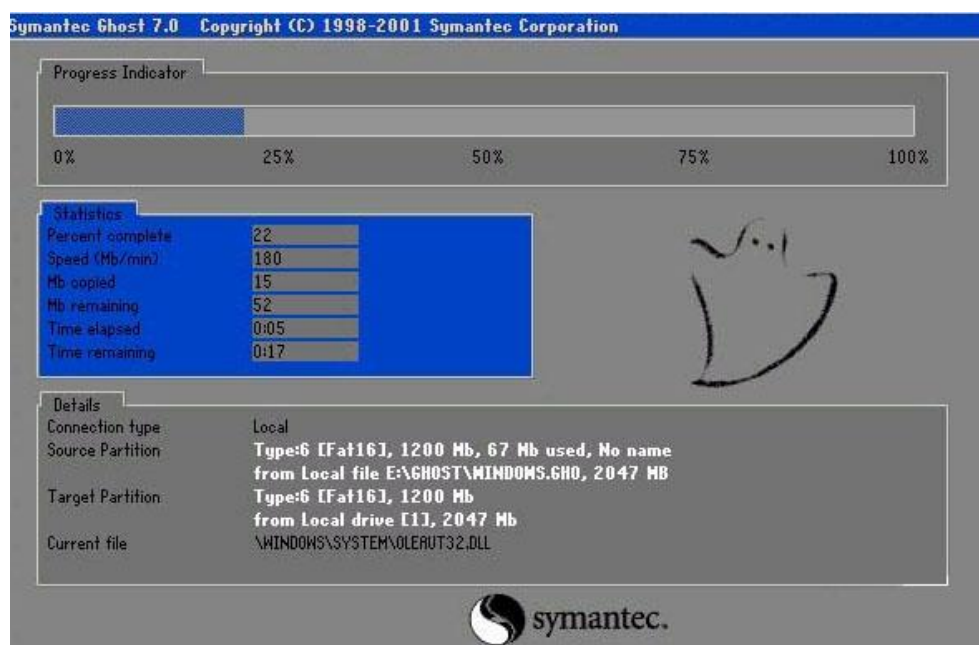 Symantec Ghost 7.0 Copyright (C) 1998-2001 Symantec Corporation
Progress Indicator
0% 25% 50% 75% 100%
Statistics
Percent complete 22
Speed (Mb/min) 180
Mb copied 15
Mb remaining 52
Time elapsed 0:05
Time remaining 0:17
Details
Connection type Local
Source Partition Type:6 [Fat16], 1200 Mb, 67 Mb used, No name
from Local file E:\GHOST\MINDOWS.GHO, 2047 MB
Target Partition Type:6 [Fat16], 1200 Mb
from Local drive [1], 2047 Mb
Current file \WINDOWS\SYSTEM\OLEAUT32.DLL
symantec.